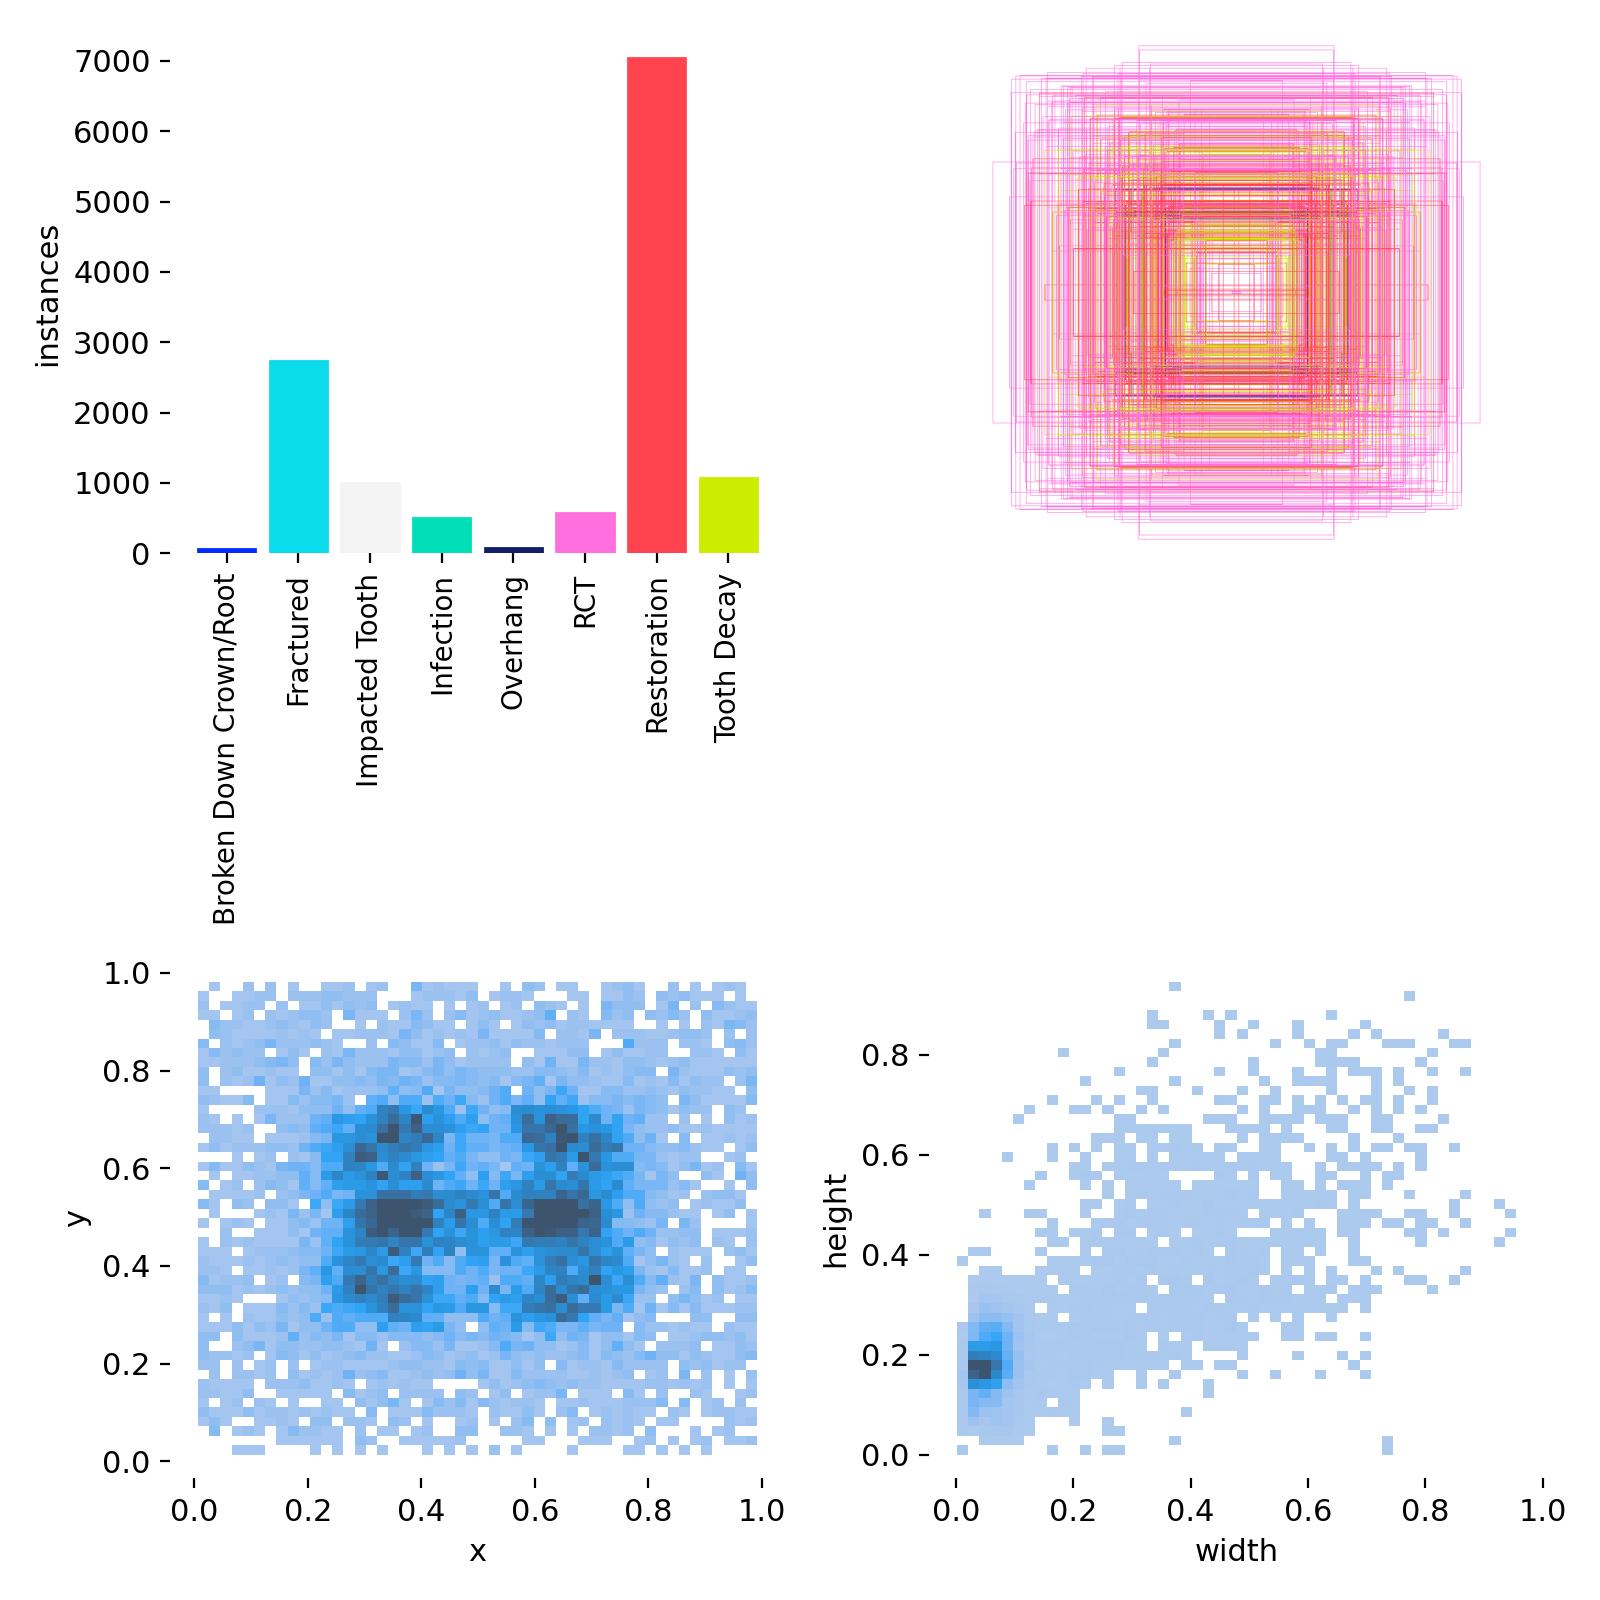 7000
6000
5000
4000
3000
2000
1000
0
instances
Broken Down Crown/Root
Fractured
Impacted Tooth
Infection
Overhang
RCT
Restoration
Tooth Decay
1.0
0.8
0.6
0.4
0.2
0.0
y
0.0 0.2 0.4 0.6 0.8 1.0
x
0.8
0.6
0.4
0.2
0.0
height
0.0 0.2 0.4 0.6 0.8 1.0
width